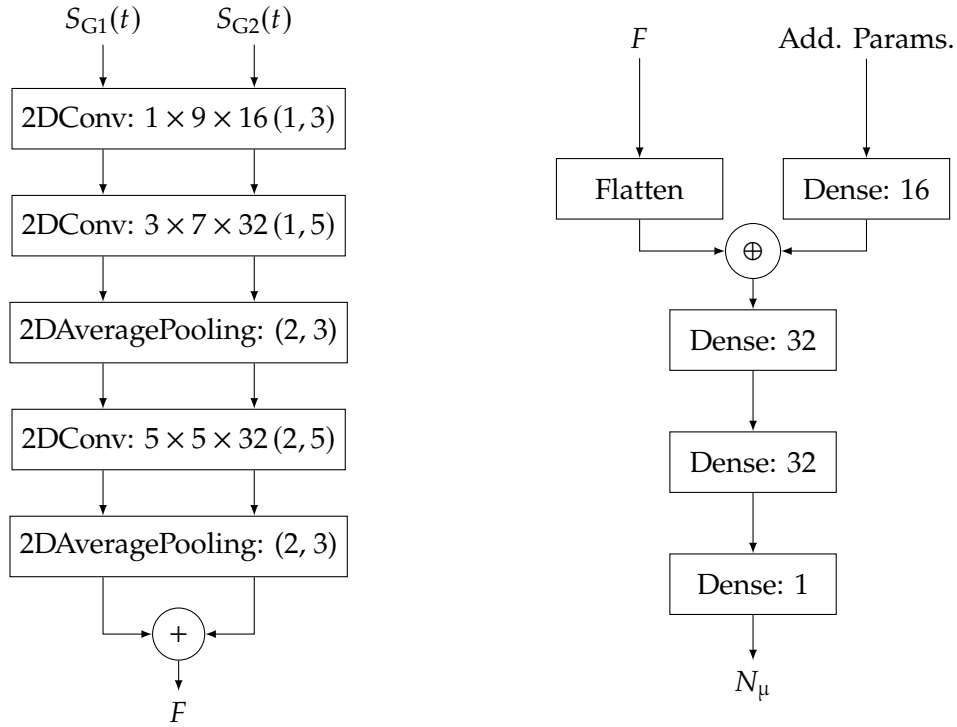 S_G1(t) S_G2(t)
2DConv: 1 × 9 × 16 (1, 3)
2DConv: 3 × 7 × 32 (1, 5)
2DAveragePooling: (2, 3)
2DConv: 5 × 5 × 32 (2, 5)
2DAveragePooling: (2, 3)
+
F
F Add. Params.
Flatten Dense: 16
⊕
Dense: 32
Dense: 32
Dense: 1
N_μ